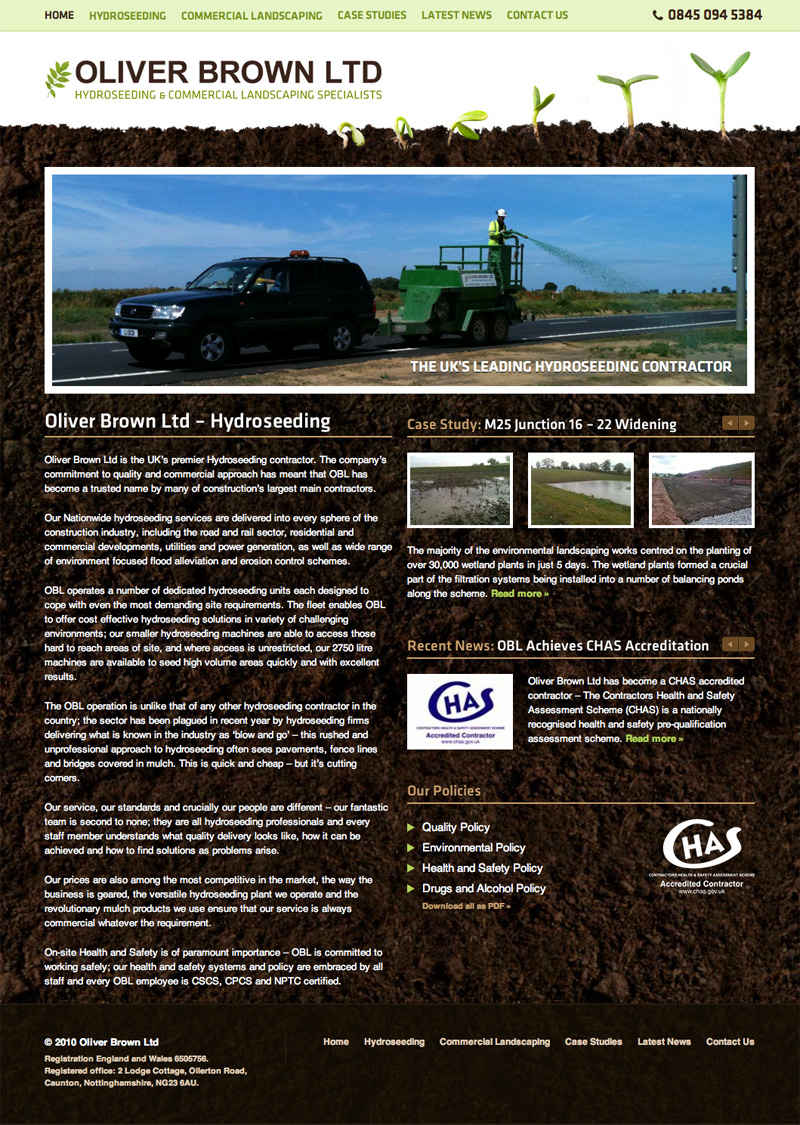 HOME HYDROSEEDING COMMERCIAL LANDSCAPING CASE STUDIES LATEST NEWS CONTACT US 0845 094 5384
OLIVER BROWN LTD
HYDROSEEDING & COMMERCIAL LANDSCAPING SPECIALISTS
OLIVER BROWN LTD
THE UK'S LEADING HYDROSEEDING CONTRACTOR
Oliver Brown Ltd – Hydroseeding
Oliver Brown Ltd is the UK's premier Hydroseeding contractor. The company's
commitment to quality and commercial approach has meant that OBL has
become a trusted name by many of construction's largest main contractors.
Our Nationwide hydroseeding services are delivered into every sphere of the
construction industry, including the road and rail sector, residential and
commercial developments, utilities and power generation, as well as wide range
of environment focused flood alleviation and erosion control schemes.
OBL operates a number of dedicated hydroseeding units each designed to
cope with even the most demanding site requirements. The fleet enables OBL
to offer cost effective hydroseeding solutions in variety of challenging
environments; our smaller hydroseeding machines are able to access those
hard to reach areas of site, and where access is unrestricted, our 2750 litre
machines are available to seed high volume areas quickly and with excellent
results.
The OBL operation is unlike that of any other hydroseeding contractor in the
country; the sector has been plagued in recent year by hydroseeding firms
delivering what is known in the industry as 'blow and go' – this rushed and
unprofessional approach to hydroseeding often sees pavements, fence lines
and bridges covered in mulch. This is quick and cheap – but it's cutting
corners.
Our service, our standards and crucially our people are different – our fantastic
team is second to none; they are all hydroseeding professionals and every
staff member understands what quality delivery looks like, how it can be
achieved and how to find solutions as problems arise.
Our prices are also among the most competitive in the market, the way the
business is geared, the versatile hydroseeding plant we operate and the
revolutionary mulch products we use ensure that our service is always
commercial whatever the requirement.
On-site Health and Safety is of paramount importance – OBL is committed to
working safely; our health and safety systems and policy are embraced by all
staff and every OBL employee is CSCS, CPCS and NPTC certified.
Case Study: M25 Junction 16 – 22 Widening
The majority of the environmental landscaping works centred on the planting of
over 30,000 wetland plants in just 5 days. The wetland plants formed a crucial
part of the filtration systems being installed into a number of balancing ponds
along the scheme. Read more »
Recent News: OBL Achieves CHAS Accreditation
CHAS
CONTRACTORS HEALTH & SAFETY ASSESSMENT SCHEME
Accredited Contractor
www.chas.gov.uk
Oliver Brown Ltd has become a CHAS accredited
contractor – The Contractors Health and Safety
Assessment Scheme (CHAS) is a nationally
recognised health and safety pre-qualification
assessment scheme. Read more »
Our Policies
Quality Policy
Environmental Policy
Health and Safety Policy
Drugs and Alcohol Policy
Download all as PDF »
CHAS
CONTRACTORS HEALTH & SAFETY ASSESSMENT SCHEME
Accredited Contractor
www.chas.gov.uk
© 2010 Oliver Brown Ltd
Registration England and Wales 6505756.
Registered office: 2 Lodge Cottage, Ollerton Road,
Caunton, Nottinghamshire, NG23 6AU.
Home Hydroseeding Commercial Landscaping Case Studies Latest News Contact Us